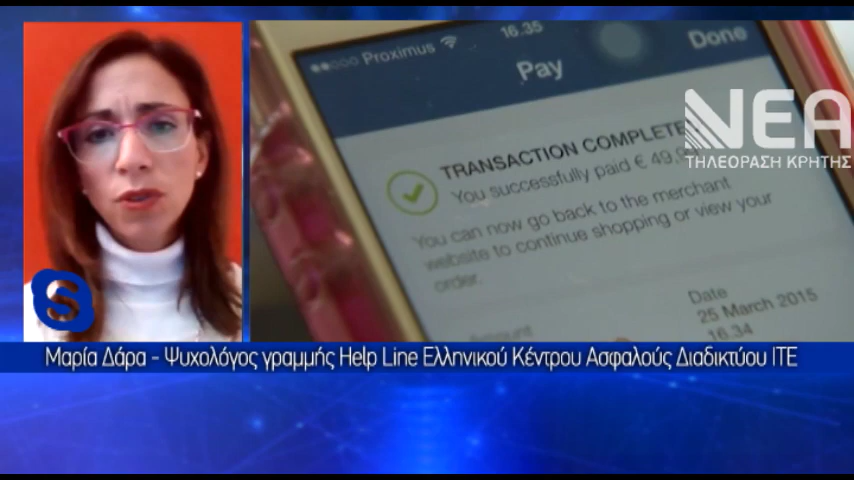 Proximus
16.35
Done
Pay
ΝΕΑ
ΤΗΛΕΟΡΑΣΗ ΚΡΗΤΗΣ
TRANSACTION COMPLETE
You successfully paid € 49,
You can now go back to the merchant
website to continue shopping or view your
order.
Amount
Date
25 March 2015
16.34
S
Μαρία Δάρα - Ψυχολόγος γραμμής Help Line Ελληνικού Κέντρου Ασφαλούς Διαδικτύου ΙΤΕ